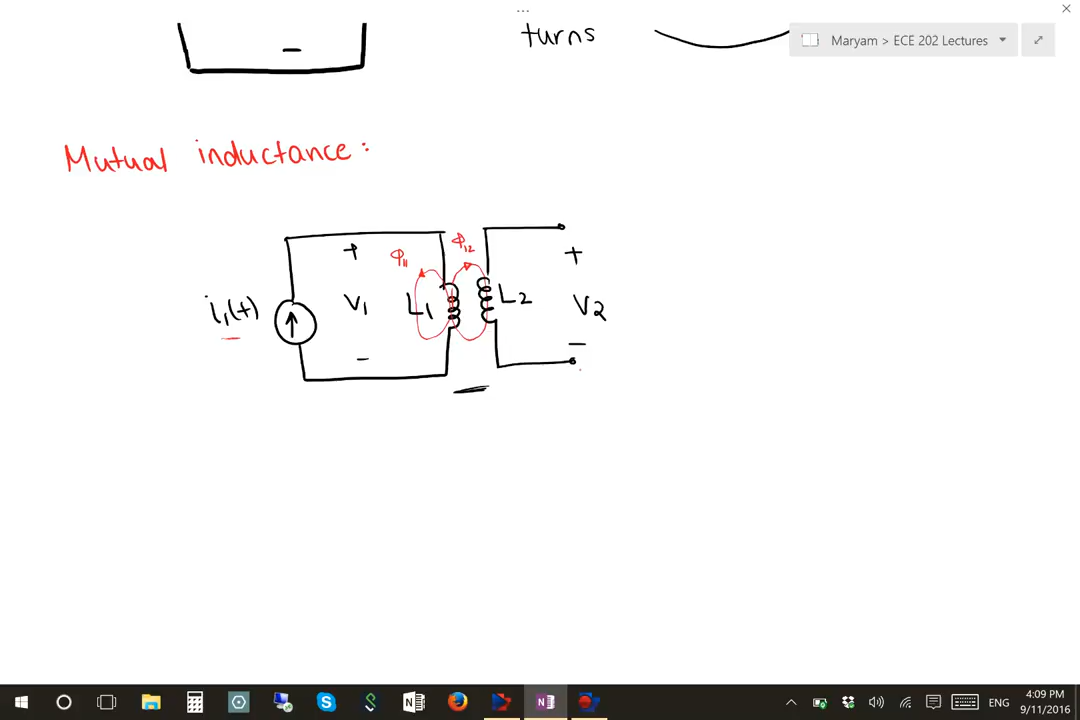 turns
Maryam > ECE 202 Lectures
Mutual inductance:
i₁(t)
+
V₁
−
Φ₁₁
Φ₁₂
L₁
L₂
+
V₂
−
ENG
4:09 PM
9/11/2016